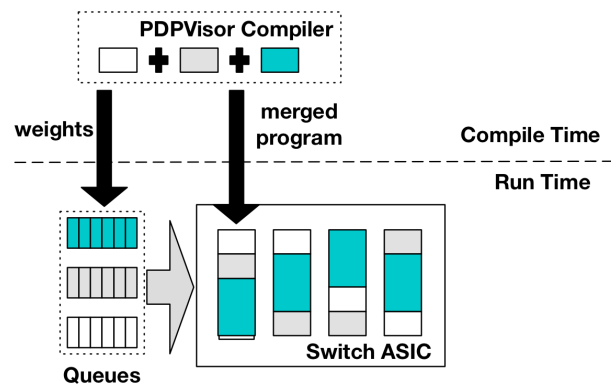 PDPVisor Compiler
weights
merged
program
Compile Time
Run Time
Switch ASIC
Queues